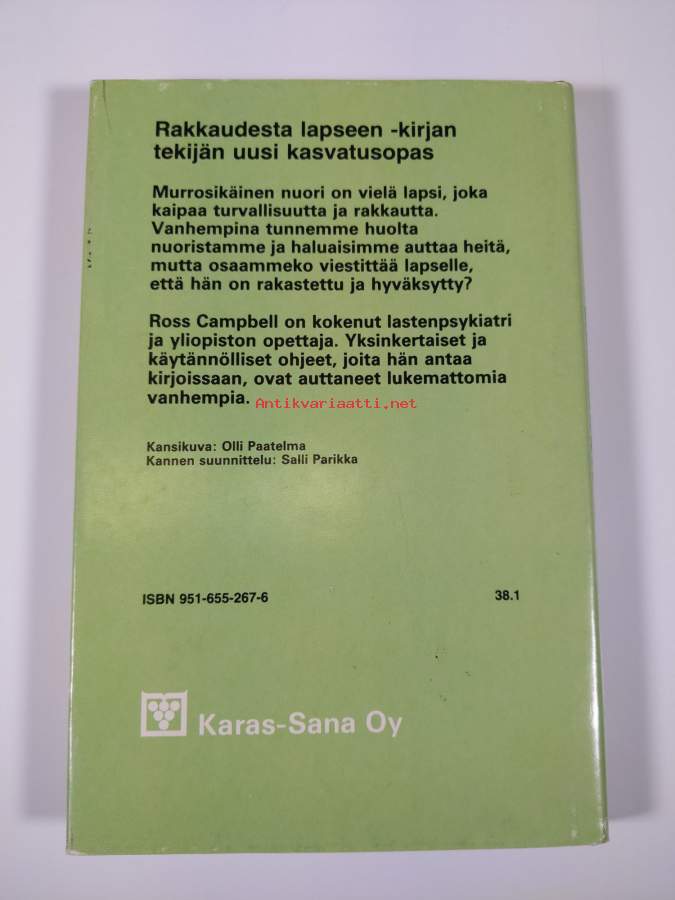 Rakkaudesta lapseen -kirjan
tekijän uusi kasvatusopas
Murrosikäinen nuori on vielä lapsi, joka
kaipaa turvallisuutta ja rakkautta.
Vanhempina tunnemme huolta
nuoristamme ja haluaisimme auttaa heitä,
mutta osaammeko viestittää lapselle,
että hän on rakastettu ja hyväksytty?
Ross Campbell on kokenut lastenpsykiatri
ja yliopiston opettaja. Yksinkertaiset ja
käytännölliset ohjeet, joita hän antaa
kirjoissaan, ovat auttaneet lukemattomia
vanhempia.
Antikvariaatti.net
Kansikuva: Olli Paatelma
Kannen suunnittelu: Salli Parikka
ISBN 951-655-267-6 38.1
Karas-Sana Oy